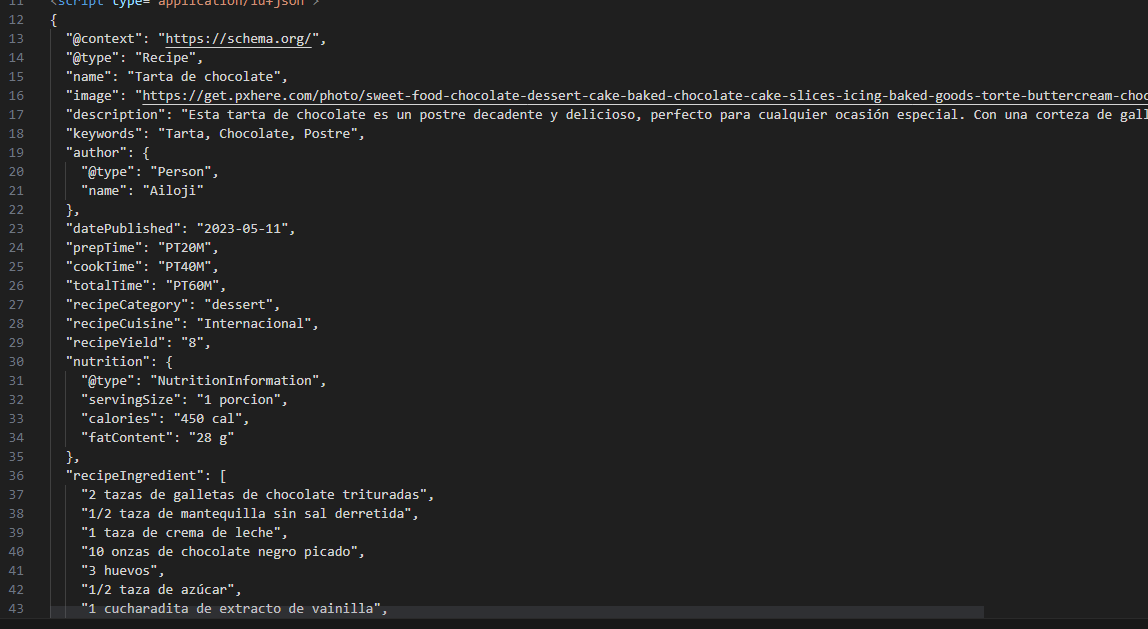 11 <script type="application/ld+json">
12 {
13 "@context": "https://schema.org/",
14 "@type": "Recipe",
15 "name": "Tarta de chocolate",
16 "image": "https://get.pxhere.com/photo/sweet-food-chocolate-dessert-cake-baked-chocolate-cake-slices-icing-baked-goods-torte-buttercream-choc
17 "description": "Esta tarta de chocolate es un postre decadente y delicioso, perfecto para cualquier ocasión especial. Con una corteza de gall
18 "keywords": "Tarta, Chocolate, Postre",
19 "author": {
20 "@type": "Person",
21 "name": "Ailoji"
22 },
23 "datePublished": "2023-05-11",
24 "prepTime": "PT20M",
25 "cookTime": "PT40M",
26 "totalTime": "PT60M",
27 "recipeCategory": "dessert",
28 "recipeCuisine": "Internacional",
29 "recipeYield": "8",
30 "nutrition": {
31 "@type": "NutritionInformation",
32 "servingSize": "1 porcion",
33 "calories": "450 cal",
34 "fatContent": "28 g"
35 },
36 "recipeIngredient": [
37 "2 tazas de galletas de chocolate trituradas",
38 "1/2 taza de mantequilla sin sal derretida",
39 "1 taza de crema de leche",
40 "10 onzas de chocolate negro picado",
41 "3 huevos",
42 "1/2 taza de azúcar",
43 "1 cucharadita de extracto de vainilla",